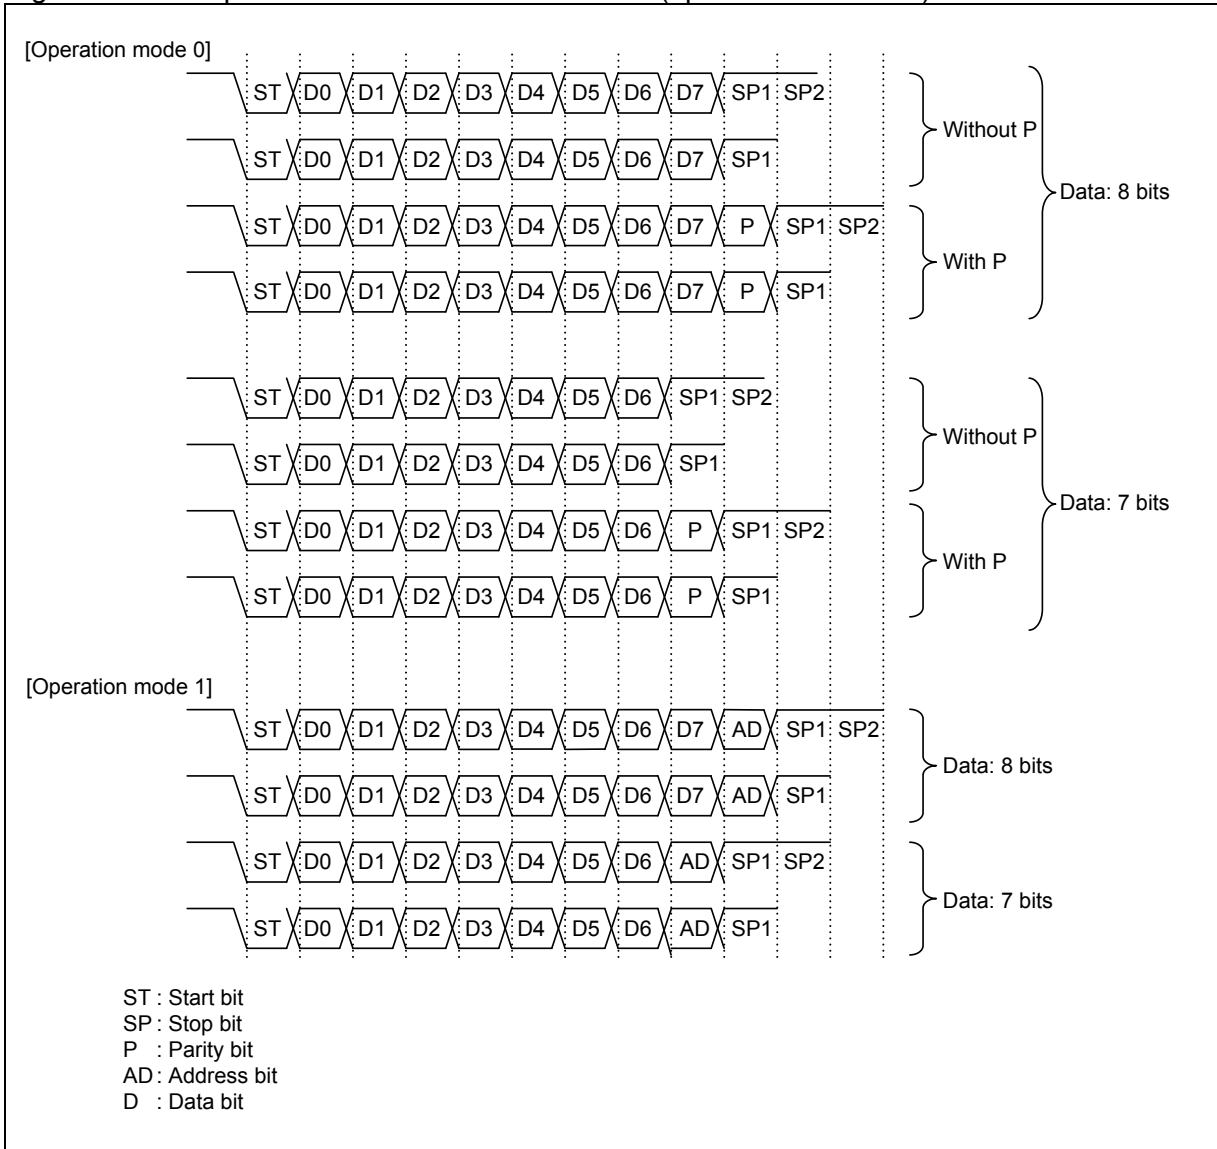 [Operation mode 0]
ST D0 D1 D2 D3 D4 D5 D6 D7 SP1 SP2
ST D0 D1 D2 D3 D4 D5 D6 D7 SP1
Without P
ST D0 D1 D2 D3 D4 D5 D6 D7 P SP1 SP2
ST D0 D1 D2 D3 D4 D5 D6 D7 P SP1
With P
Data: 8 bits
ST D0 D1 D2 D3 D4 D5 D6 SP1 SP2
ST D0 D1 D2 D3 D4 D5 D6 SP1
Without P
ST D0 D1 D2 D3 D4 D5 D6 P SP1 SP2
ST D0 D1 D2 D3 D4 D5 D6 P SP1
With P
Data: 7 bits
[Operation mode 1]
ST D0 D1 D2 D3 D4 D5 D6 D7 AD SP1 SP2
ST D0 D1 D2 D3 D4 D5 D6 D7 AD SP1
Data: 8 bits
ST D0 D1 D2 D3 D4 D5 D6 AD SP1 SP2
ST D0 D1 D2 D3 D4 D5 D6 AD SP1
Data: 7 bits
ST : Start bit
SP : Stop bit
P : Parity bit
AD : Address bit
D : Data bit